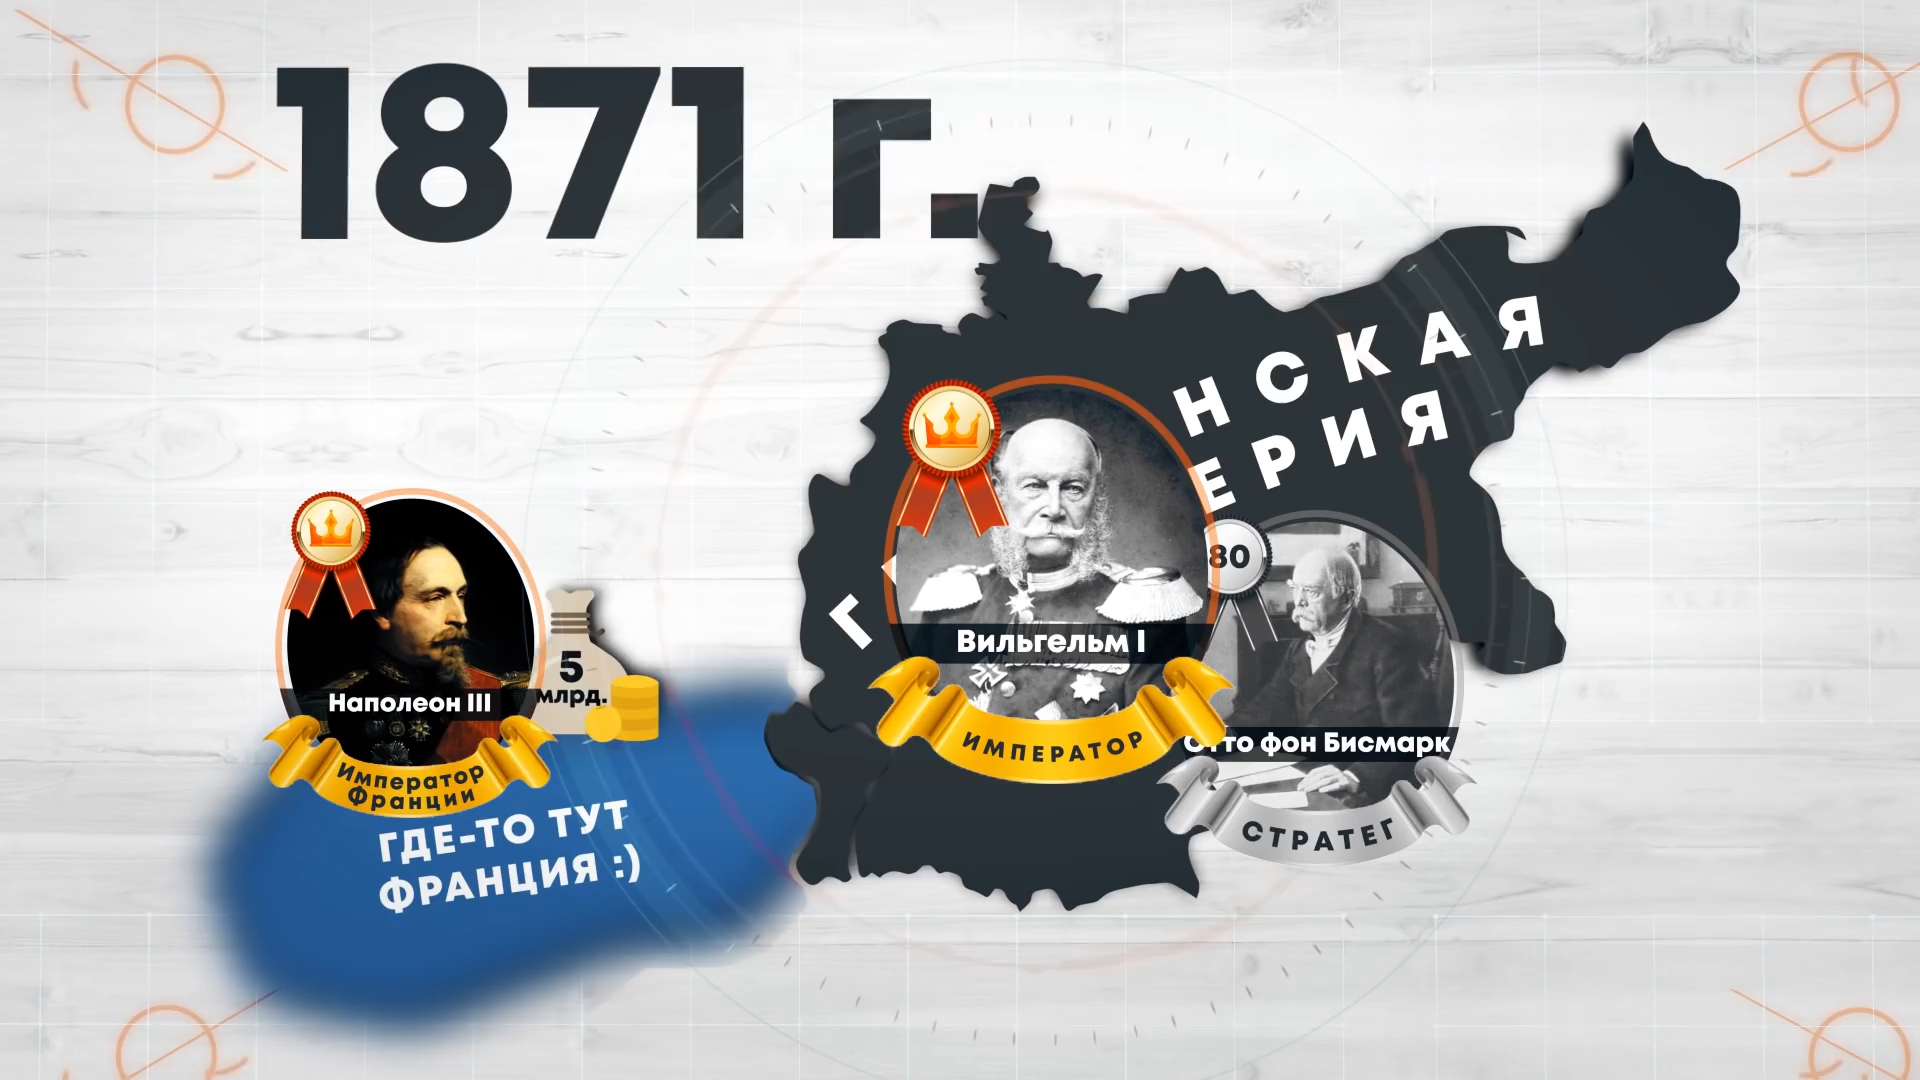 1871 г.
НСКАЯ
ЕРИЯ
Г
80
Вильгельм I
ИМПЕРАТОР
Отто фон Бисмарк
СТРАТЕГ
5
млрд.
Наполеон III
Император
Франции
ГДЕ-ТО ТУТ
ФРАНЦИЯ :)